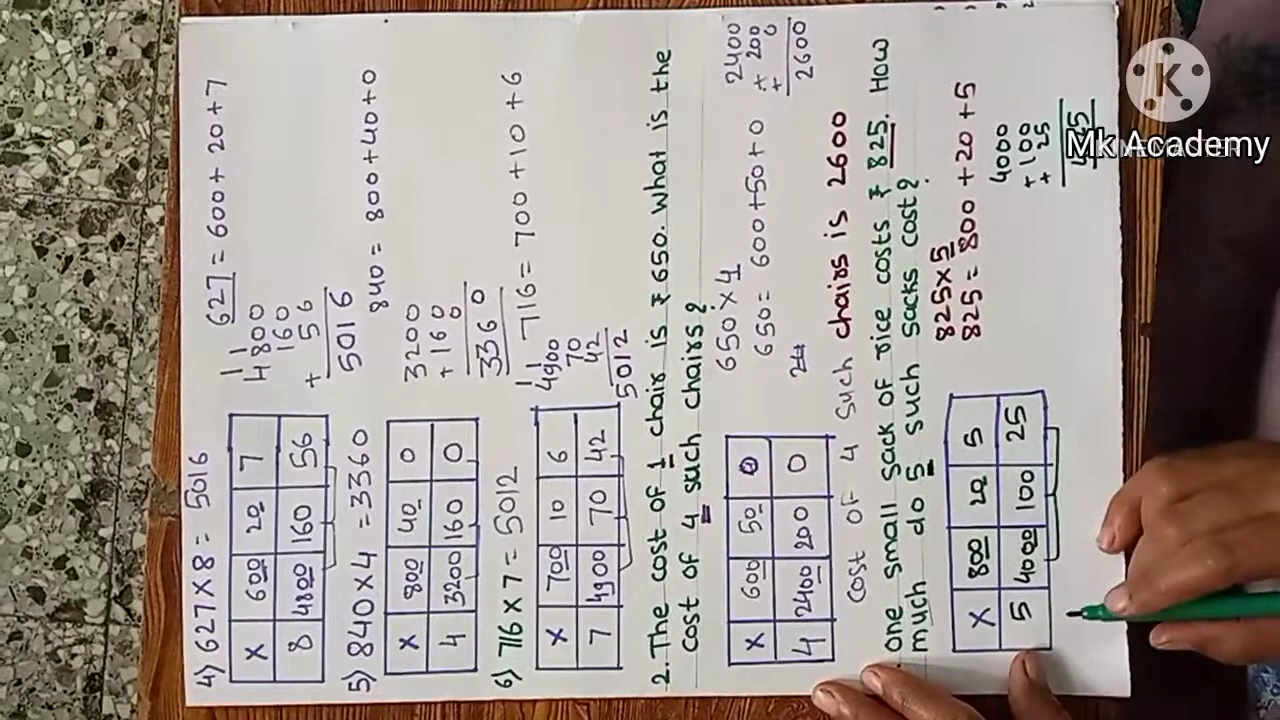 4) 627 X 8 = 5016
627 = 600 + 20 + 7
X 600 20 7
8 4800 160 56
1
4800
160
+ 56
5016
5) 840 X 4 = 3360
840 = 800 + 40 + 0
X 800 40 0
4 3200 160 0
3200
+ 160
0
3360
6) 716 X 7 = 5012
716 = 700 + 10 + 6
X 700 10 6
7 4900 70 42
1 1
4900
70
42
5012
2. The cost of 1 chair is ₹ 650. What is the
cost of 4 such chairs?
650 X 4
650 = 600 + 50 + 0
X 600 50 0
4 2400 200 0
2400
+ 200
+ 0
2600
cost of 4 such chairs is 2600
one small sack of rice costs ₹ 825. How
much do 5 such sacks cost?
825 X 5
825 = 800 + 20 + 5
X 800 20 5
5 4000 100 25
4000
+ 100
+ 25
K
Mk Academy